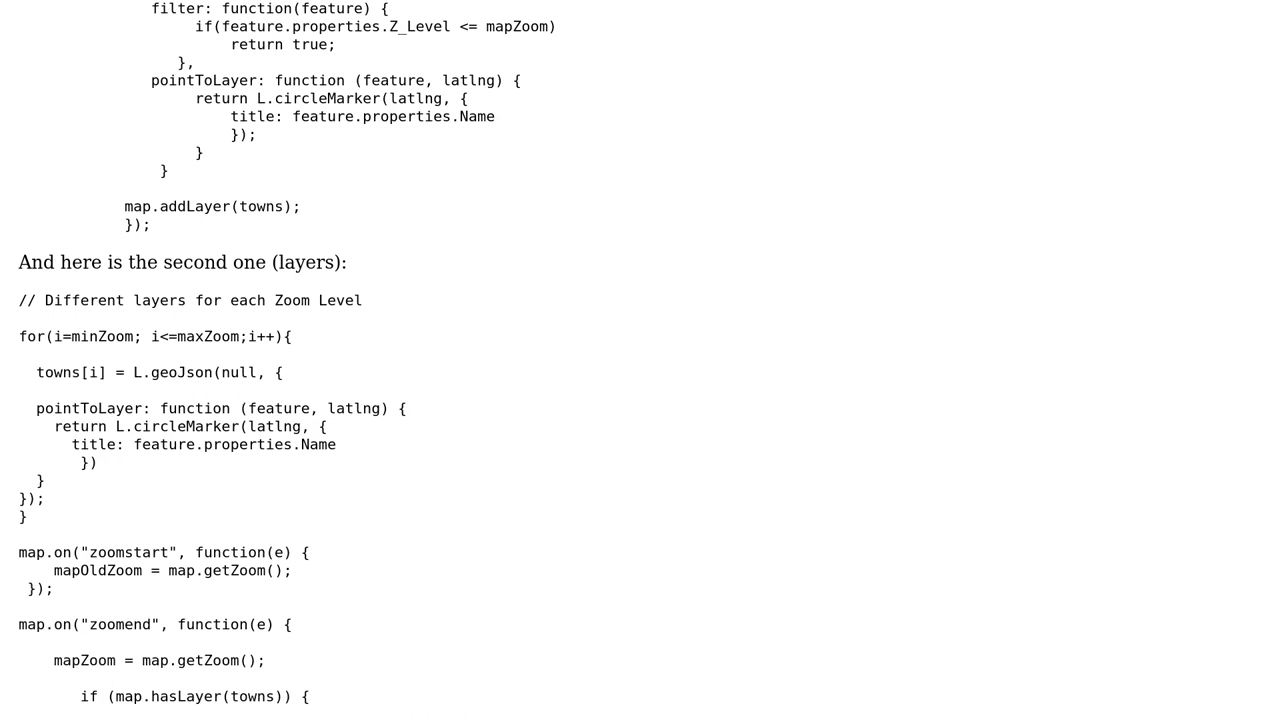 filter: function(feature) {
if(feature.properties.Z_Level <= mapZoom)
return true;
},
pointToLayer: function (feature, latlng) {
return L.circleMarker(latlng, {
title: feature.properties.Name
});
}
}
map.addLayer(towns);
});
And here is the second one (layers):
// Different layers for each Zoom Level
for(i=minZoom; i<=maxZoom;i++){
towns[i] = L.geoJson(null, {
pointToLayer: function (feature, latlng) {
return L.circleMarker(latlng, {
title: feature.properties.Name
})
}
});
}
map.on("zoomstart", function(e) {
mapOldZoom = map.getZoom();
});
map.on("zoomend", function(e) {
mapZoom = map.getZoom();
if (map.hasLayer(towns)) {